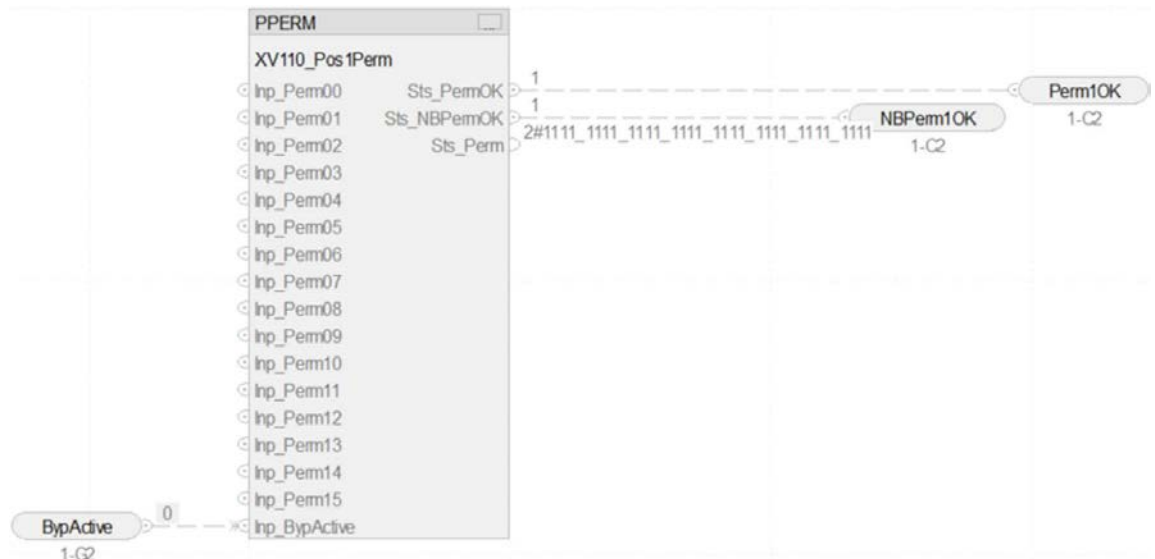 PPERM
...
XV110_Pos1Perm
Inp_Perm00 Sts_PermOK 1 Perm1OK
1-C2
Inp_Perm01 Sts_NBPermOK 1 NBPerm1OK
1-C2
Inp_Perm02 Sts_Perm 2#1111_1111_1111_1111_1111_1111_1111_1111
Inp_Perm03
Inp_Perm04
Inp_Perm05
Inp_Perm06
Inp_Perm07
Inp_Perm08
Inp_Perm09
Inp_Perm10
Inp_Perm11
Inp_Perm12
Inp_Perm13
Inp_Perm14
Inp_Perm15
BypActive 0 Inp_BypActive
1-G2